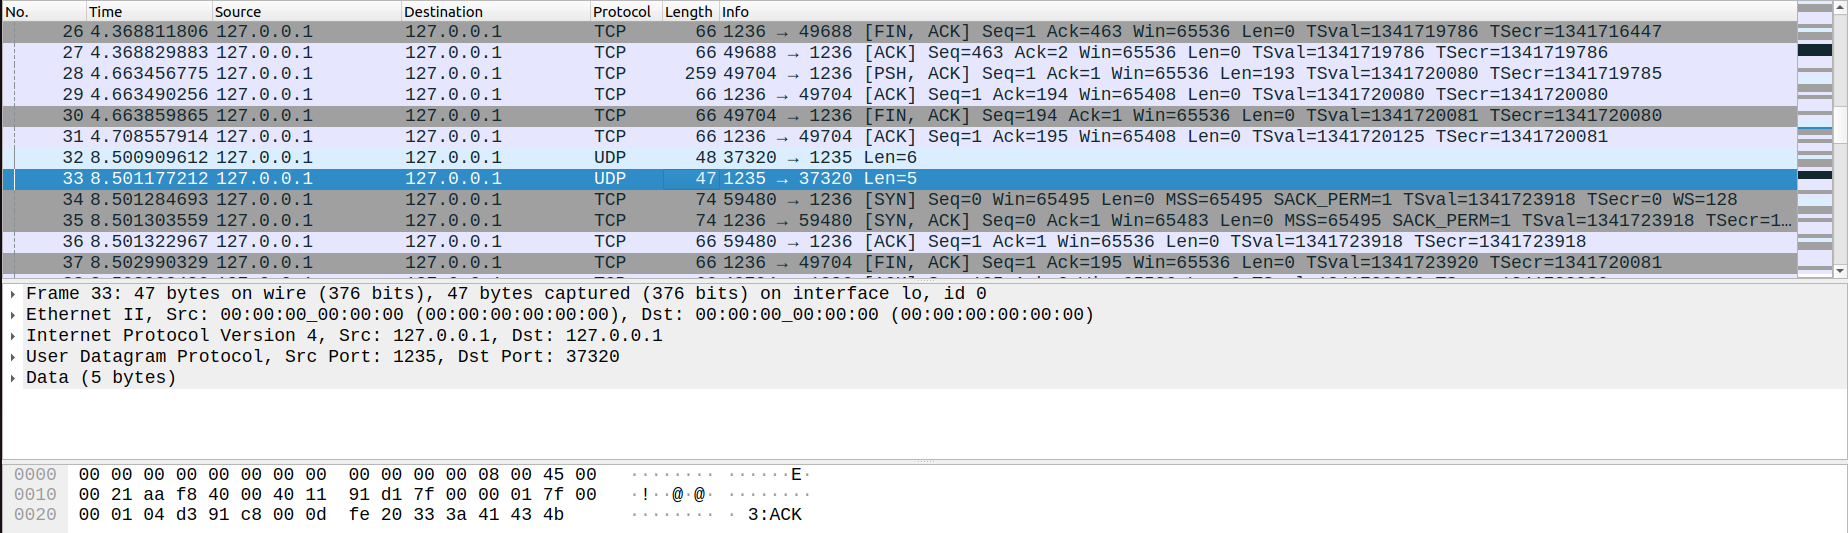 No. Time Source Destination Protocol Length Info
26 4.368811806 127.0.0.1 127.0.0.1 TCP 66 1236 → 49688 [FIN, ACK] Seq=1 Ack=463 Win=65536 Len=0 TSval=1341719786 TSecr=1341716447
27 4.368829883 127.0.0.1 127.0.0.1 TCP 66 49688 → 1236 [ACK] Seq=463 Ack=2 Win=65536 Len=0 TSval=1341719786 TSecr=1341719786
28 4.663456775 127.0.0.1 127.0.0.1 TCP 259 49704 → 1236 [PSH, ACK] Seq=1 Ack=1 Win=65536 Len=193 TSval=1341720080 TSecr=1341719785
29 4.663490256 127.0.0.1 127.0.0.1 TCP 66 1236 → 49704 [ACK] Seq=1 Ack=194 Win=65408 Len=0 TSval=1341720080 TSecr=1341720080
30 4.663859865 127.0.0.1 127.0.0.1 TCP 66 49704 → 1236 [FIN, ACK] Seq=194 Ack=1 Win=65536 Len=0 TSval=1341720081 TSecr=1341720080
31 4.708557914 127.0.0.1 127.0.0.1 TCP 66 1236 → 49704 [ACK] Seq=1 Ack=195 Win=65408 Len=0 TSval=1341720125 TSecr=1341720081
32 8.500909612 127.0.0.1 127.0.0.1 UDP 48 37320 → 1235 Len=6
33 8.501177212 127.0.0.1 127.0.0.1 UDP 47 1235 → 37320 Len=5
34 8.501284693 127.0.0.1 127.0.0.1 TCP 74 59480 → 1236 [SYN] Seq=0 Win=65495 Len=0 MSS=65495 SACK_PERM=1 TSval=1341723918 TSecr=0 WS=128
35 8.501303559 127.0.0.1 127.0.0.1 TCP 74 1236 → 59480 [SYN, ACK] Seq=0 Ack=1 Win=65483 Len=0 MSS=65495 SACK_PERM=1 TSval=1341723918 TSecr=1…
36 8.501322967 127.0.0.1 127.0.0.1 TCP 66 59480 → 1236 [ACK] Seq=1 Ack=1 Win=65536 Len=0 TSval=1341723918 TSecr=1341723918
37 8.502990329 127.0.0.1 127.0.0.1 TCP 66 1236 → 49704 [FIN, ACK] Seq=1 Ack=195 Win=65536 Len=0 TSval=1341723920 TSecr=1341720081
Frame 33: 47 bytes on wire (376 bits), 47 bytes captured (376 bits) on interface lo, id 0
Ethernet II, Src: 00:00:00_00:00:00 (00:00:00:00:00:00), Dst: 00:00:00_00:00:00 (00:00:00:00:00:00)
Internet Protocol Version 4, Src: 127.0.0.1, Dst: 127.0.0.1
User Datagram Protocol, Src Port: 1235, Dst Port: 37320
Data (5 bytes)
0000 00 00 00 00 00 00 00 00 00 00 00 00 08 00 45 00 ········ ······E·
0010 00 21 aa f8 40 00 40 11 91 d1 7f 00 00 01 7f 00 ·!··@·@· ········
0020 00 01 04 d3 91 c8 00 0d fe 20 33 3a 41 43 4b ········ · 3:ACK